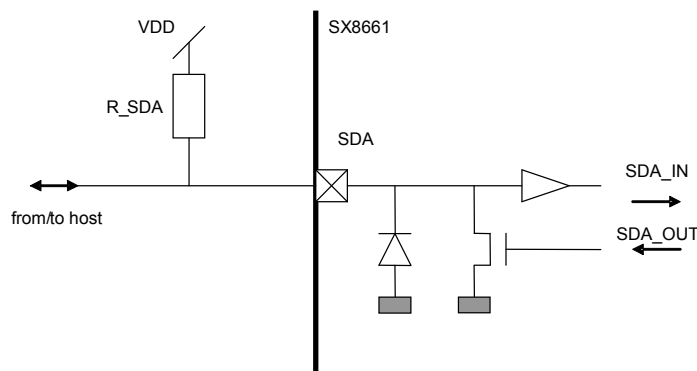 VDD
SX8661
R_SDA
SDA
SDA_IN
from/to host
SDA_OUT